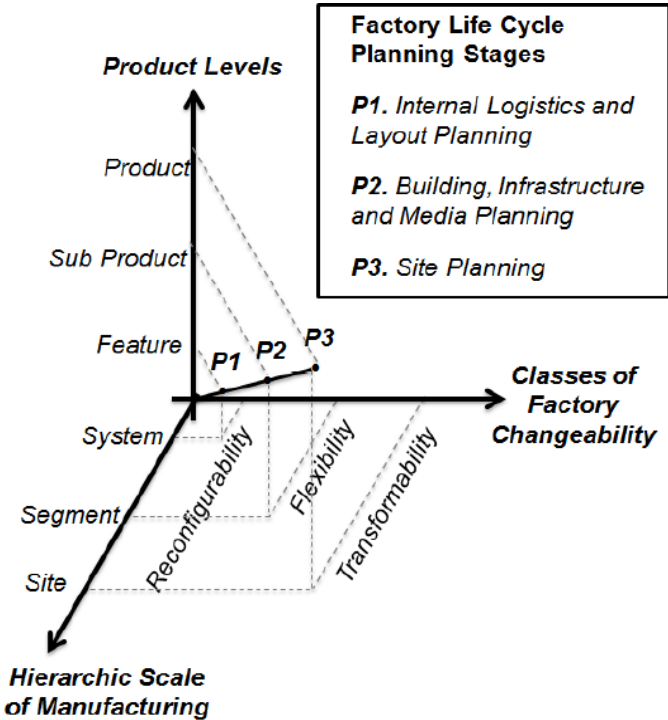 Factory Life Cycle
Planning Stages
P1. Internal Logistics and
Layout Planning
P2. Building, Infrastructure
and Media Planning
P3. Site Planning
Product Levels
Product
Sub Product
Feature
P1
P2
P3
Classes of
Factory
Changeability
System
Segment
Site
Reconfigurability
Flexibility
Transformability
Hierarchic Scale
of Manufacturing